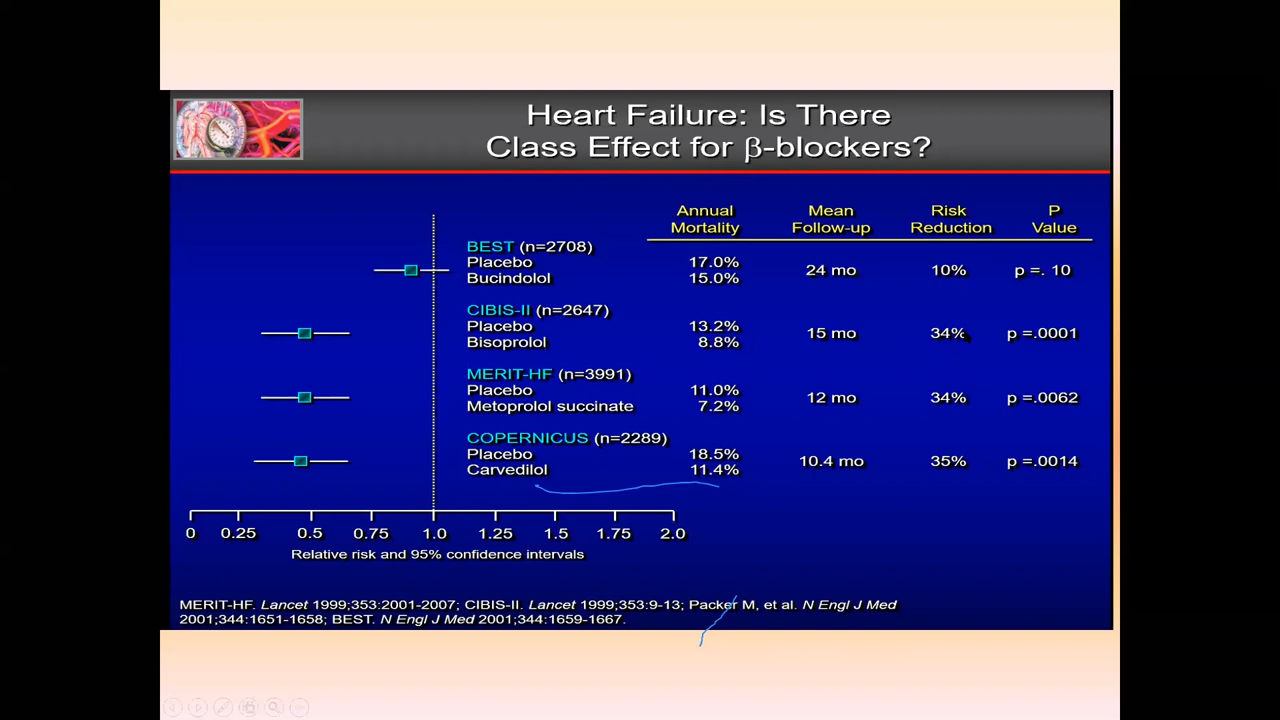 Heart Failure: Is There
Class Effect for β-blockers?
Annual Mortality Mean Follow-up Risk Reduction P Value
BEST (n=2708)
Placebo 17.0%
Bucindolol 15.0% 24 mo 10% p =. 10
CIBIS-II (n=2647)
Placebo 13.2%
Bisoprolol 8.8% 15 mo 34% p =.0001
MERIT-HF (n=3991)
Placebo 11.0%
Metoprolol succinate 7.2% 12 mo 34% p =.0062
COPERNICUS (n=2289)
Placebo 18.5%
Carvedilol 11.4% 10.4 mo 35% p =.0014
0 0.25 0.5 0.75 1.0 1.25 1.5 1.75 2.0
Relative risk and 95% confidence intervals
MERIT-HF. Lancet 1999;353:2001-2007; CIBIS-II. Lancet 1999;353:9-13; Packer M, et al. N Engl J Med
2001;344:1651-1658; BEST. N Engl J Med 2001;344:1659-1667.